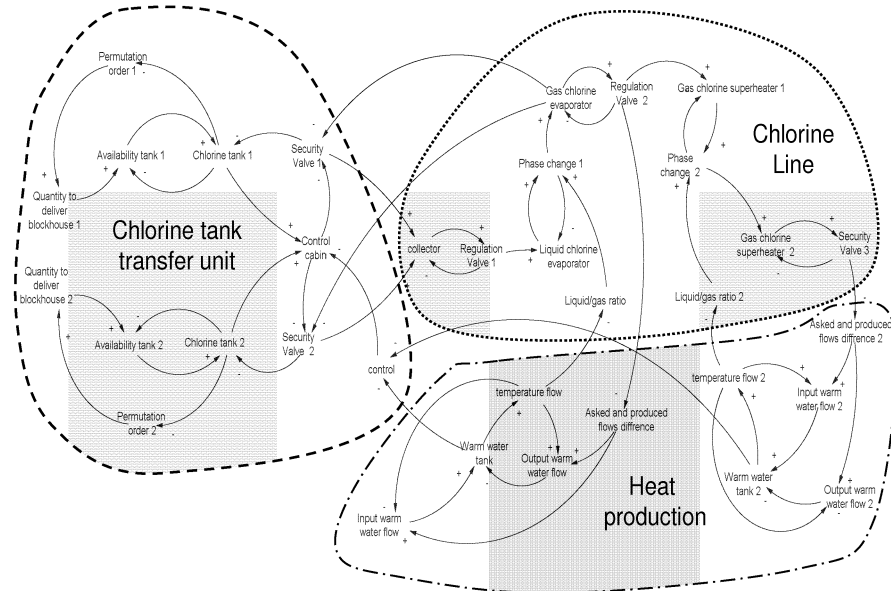 Permutation
order 1
Availability tank 1
Chlorine tank 1
Security
Valve 1
Quantity to
deliver
blockhouse 1
Chlorine tank
transfer unit
Control
cabin
Quantity to
deliver
blockhouse 2
Availability tank 2
Chlorine tank 2
Security
Valve 2
Permutation
order 2
control
Gas chlorine
evaporator
Regulation
Valve 2
Gas chlorine superheater 1
Chlorine
Line
Phase change 1
Phase
change 2
collector
Regulation
Valve 1
Liquid chlorine
evaporator
Gas chlorine
superheater 2
Security
Valve 3
Liquid/gas ratio
Liquid/gas ratio 2
Asked and produced
flows difrence 2
temperature flow
Asked and produced
flows diffrence
temperature flow 2
Input warm
water flow 2
Warm water
tank
Output warm
water flow
Heat
production
Warm water
tank 2
Output warm
water flow 2
Input warm
water flow